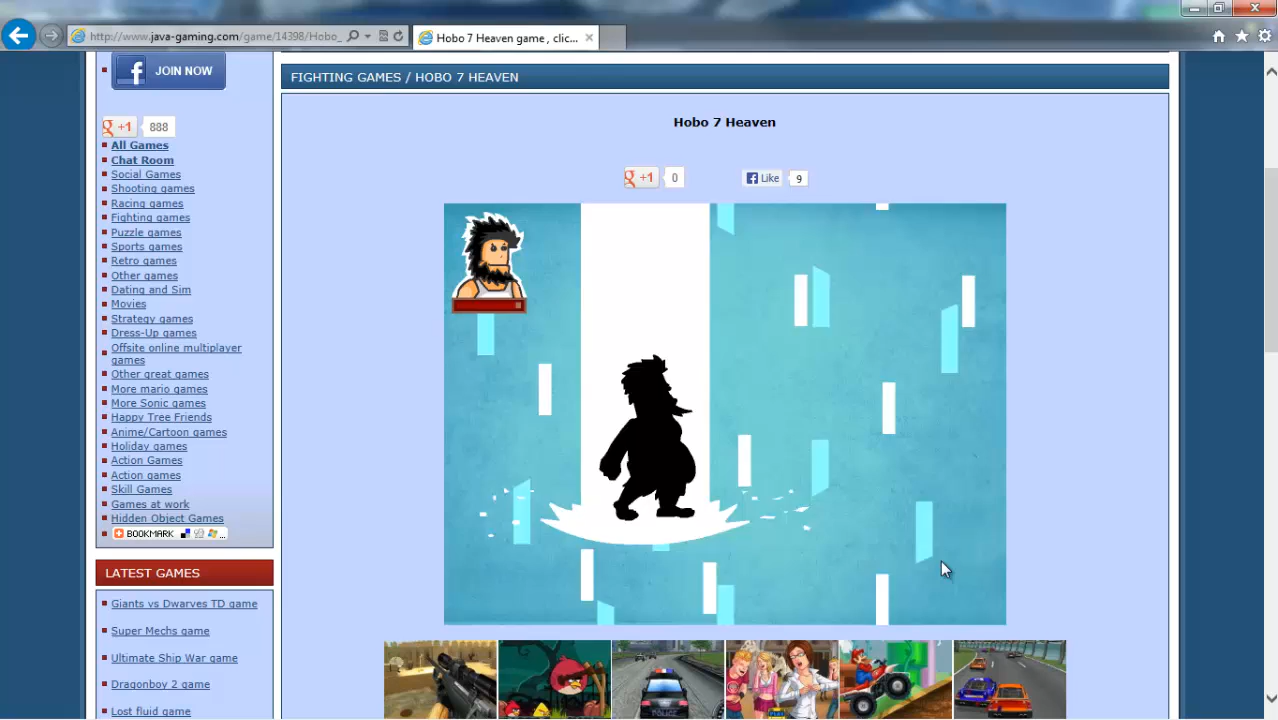 http://www.java-gaming.com/game/14398/Hobo_
Hobo 7 Heaven game , clic...
JOIN NOW
FIGHTING GAMES / HOBO 7 HEAVEN
Hobo 7 Heaven
+1 888
+1 0
Like 9
All Games
Chat Room
Social Games
Shooting games
Racing games
Fighting games
Puzzle games
Sports games
Retro games
Other games
Dating and Sim
Movies
Strategy games
Dress-Up games
Offsite online multiplayer
games
Other great games
More mario games
More Sonic games
Happy Tree Friends
Anime/Cartoon games
Holiday games
Action Games
Action games
Skill Games
Games at work
Hidden Object Games
BOOKMARK
LATEST GAMES
Giants vs Dwarves TD game
Super Mechs game
Ultimate Ship War game
Dragonboy 2 game
Lost fluid game
POLICE